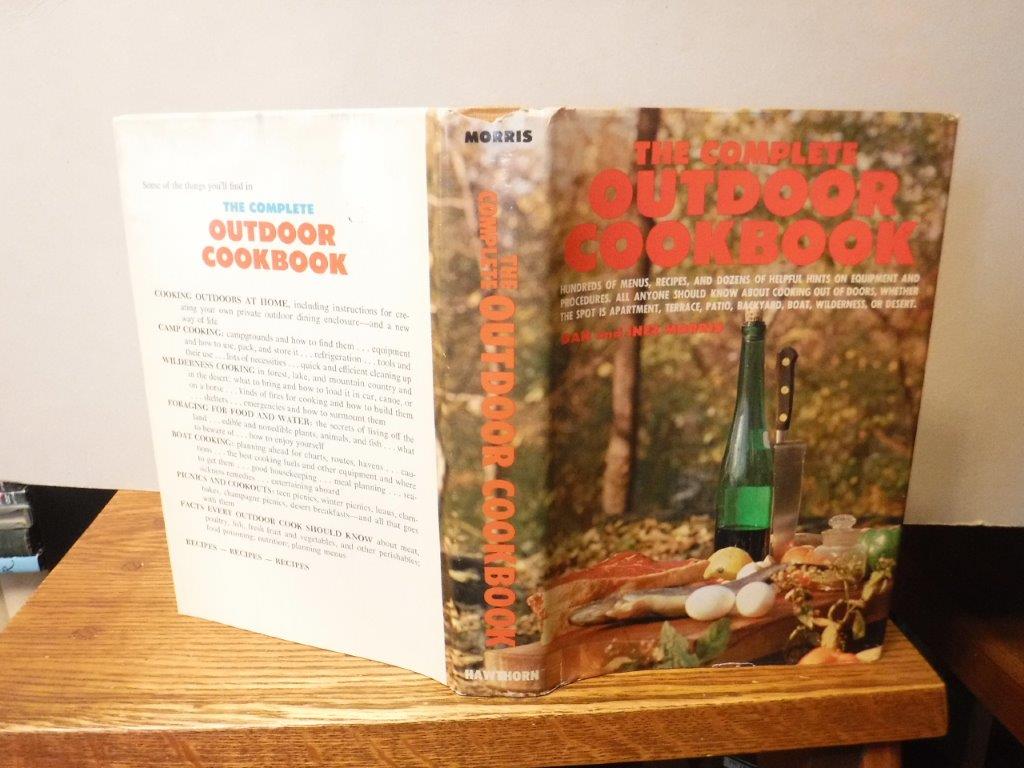 Some of the things you'll find in
THE COMPLETE
OUTDOOR
COOKBOOK
COOKING OUTDOORS AT HOME, including instructions for cre-
ating your own private outdoor dining enclosure—and a new
way of life
CAMP COOKING: campgrounds and how to find them . . . equipment
and how to use, pack, and store it . . . refrigeration . . . tools and
their use . . . lots of necessities . . . quick and efficient cleaning up
WILDERNESS COOKING in forest, lake, and mountain country and
in the desert: what to bring and how to load it in car, canoe, or
on a horse . . . kinds of fires for cooking and how to build them
. . . shelters . . . emergencies and how to surmount them
FORAGING FOR FOOD AND WATER: the secrets of living off the
land . . . edible and nonedible plants, animals, and fish . . . what
to beware of . . . how to enjoy yourself
BOAT COOKING: planning ahead for charts, routes, havens . . . cau-
tions . . . the best cooking fuels and other equipment and where
to get them . . . good housekeeping . . . meal planning . . . sea-
sickness remedies . . . entertaining aboard
PICNICS AND COOKOUTS: teen picnics, winter picnics, luaus, clam-
bakes, champagne picnics, desert breakfasts—and all that goes
with them
FACTS EVERY OUTDOOR COOK SHOULD KNOW about meat,
poultry, fish, fresh fruit and vegetables, and other perishables;
food poisoning; nutrition; planning menus
RECIPES — RECIPES — RECIPES
MORRIS
THE COMPLETE OUTDOOR COOKBOOK
HAWTHORN
THE COMPLETE
OUTDOOR
COOKBOOK
HUNDREDS OF MENUS, RECIPES, AND DOZENS OF HELPFUL HINTS ON EQUIPMENT AND
PROCEDURES. ALL ANYONE SHOULD KNOW ABOUT COOKING OUT OF DOORS, WHETHER
THE SPOT IS APARTMENT, TERRACE, PATIO, BACKYARD, BOAT, WILDERNESS, OR DESERT.
DAN and INEZ MORRIS